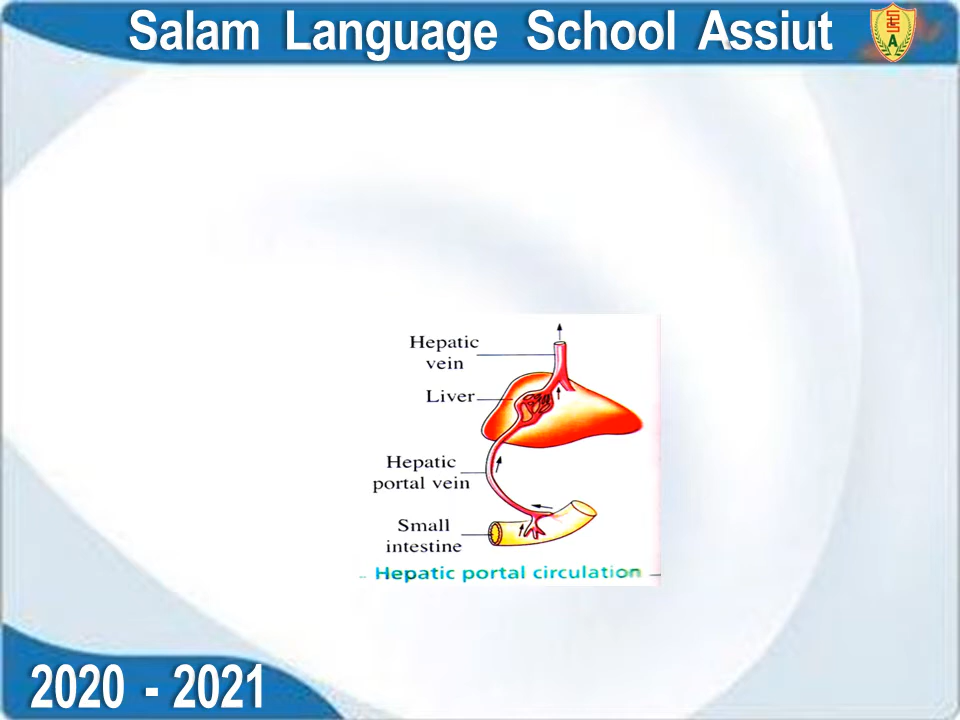 Salam Language School Assiut
A
Hepatic
vein
Liver
Hepatic
portal vein
Small
intestine
Hepatic portal circulation
2020 - 2021